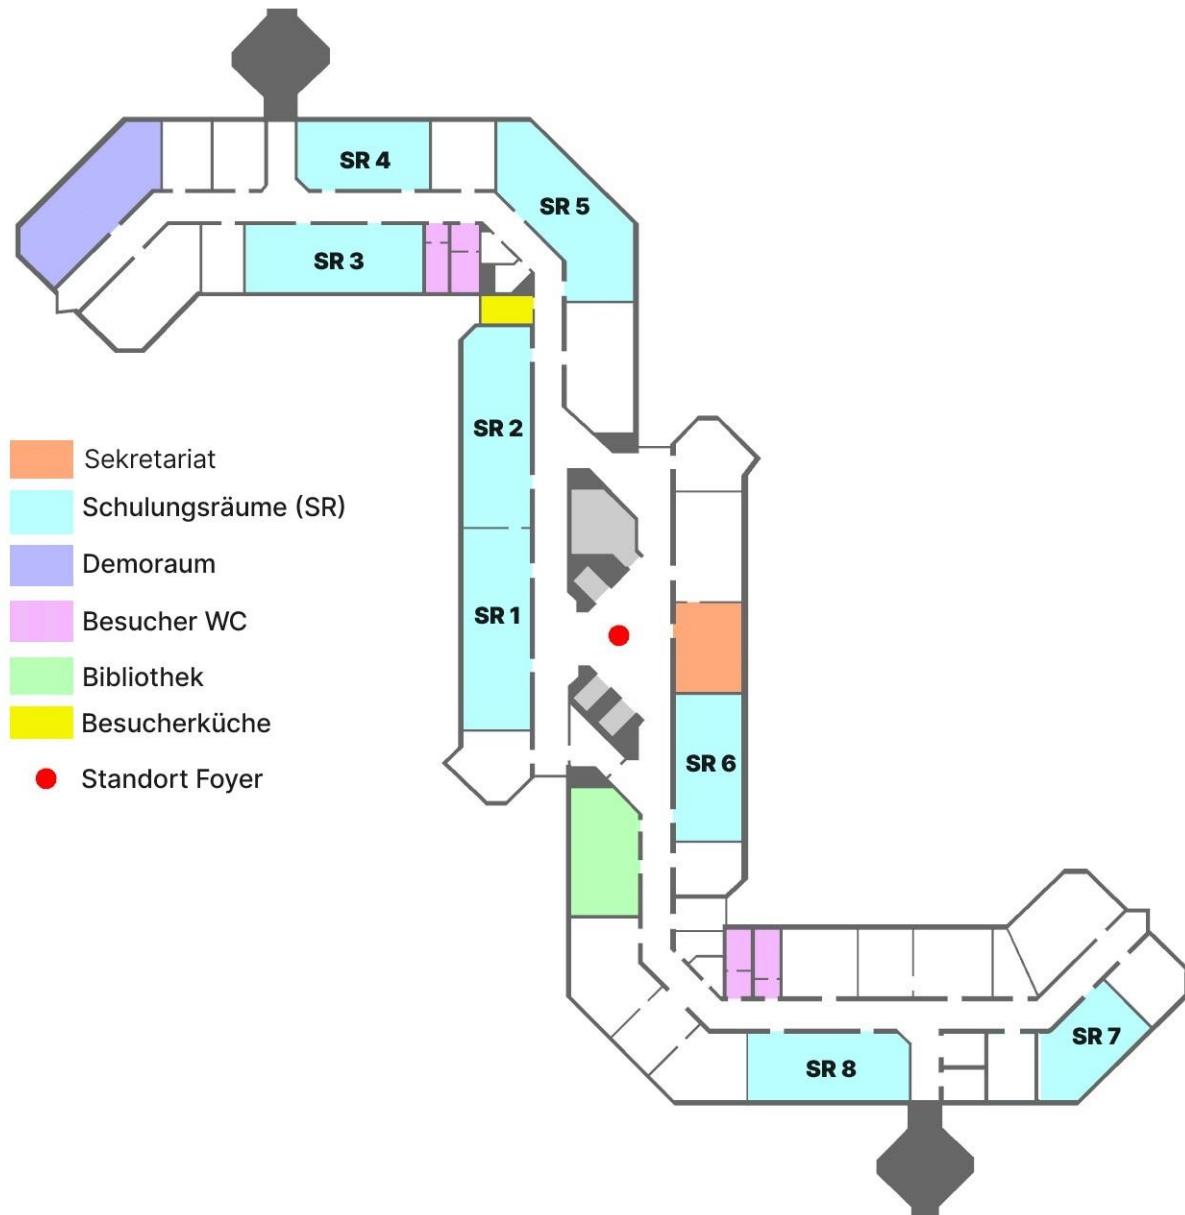 SR 4
SR 5
SR 3
SR 2
Sekretariat
Schulungsräume (SR)
Demoraum
Besucher WC
SR 1
Bibliothek
Besucherküche
Standort Foyer
SR 6
SR 7
SR 8